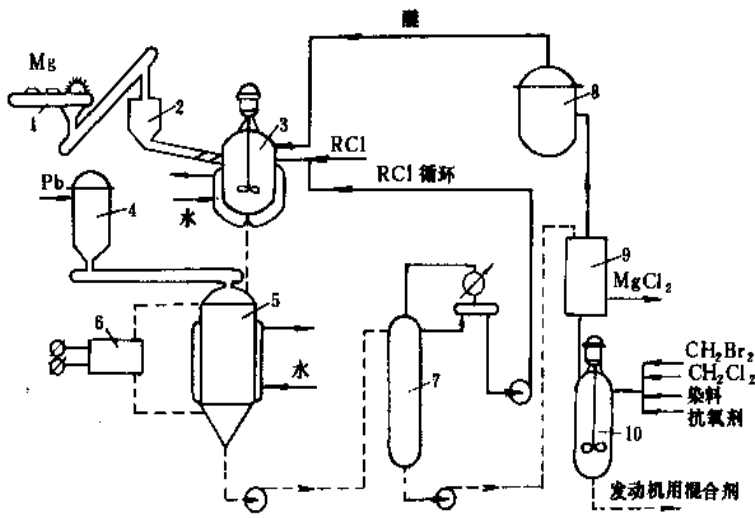 醚
Mg
1
2
3
8
RCl
RCl 循环
Pb
4
水
9
MgCl₂
5
6
水
7
CH₂Br₂
CH₂Cl₂
染料
抗氧剂
10
发动机用混合剂